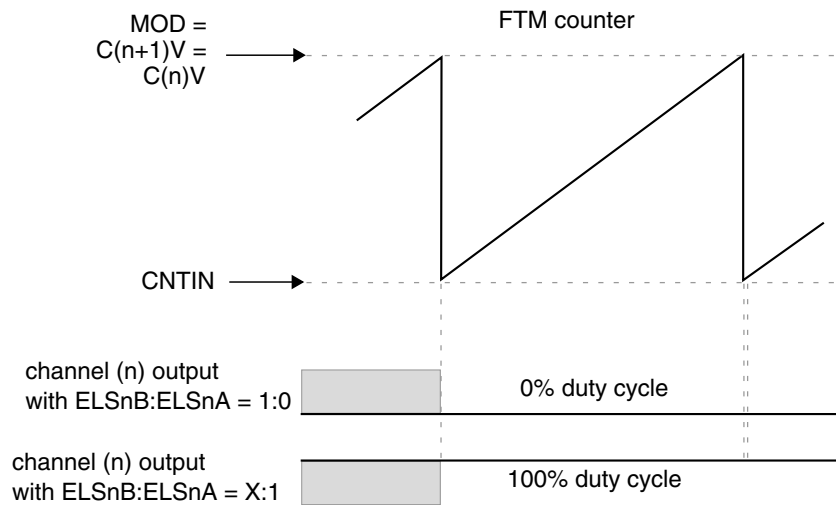 MOD =
C(n+1)V =
C(n)V
FTM counter
CNTIN
channel (n) output
with ELSnB:ELSnA = 1:0
0% duty cycle
channel (n) output
with ELSnB:ELSnA = X:1
100% duty cycle